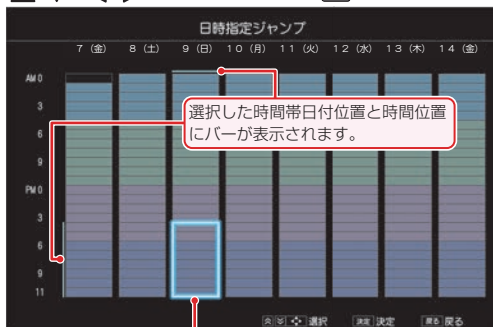 日時指定ジャンプ
7（金） 8（土） 9（日） 10（月） 11（火） 12（水） 13（木） 14（金）
AM 0
3
選択した時間帯日付位置と時間位置
にバーが表示されます。
6
9
PM 0
3
6
9
11
選択 決定 決定 戻る 戻る